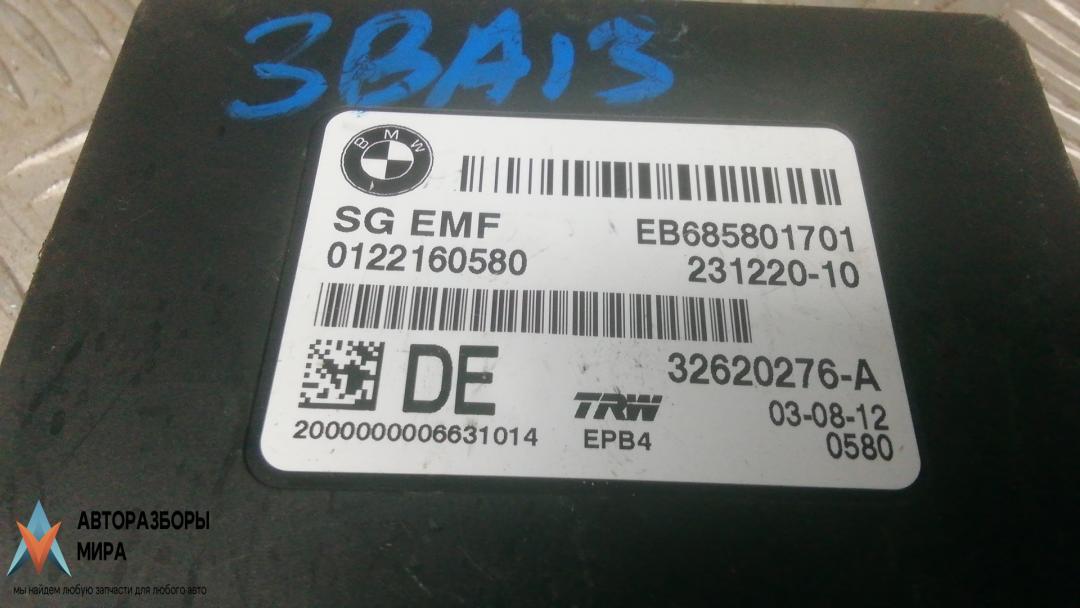 3BA13
BMW
SG EMF
EB685801701
0122160580
231220-10
DE
32620276-A
TRW
03-08-12
2000000006631014
EPB4
0580
АВТОРАЗБОРЫ
МИРА
мы найдем любую запчасти для любого авто